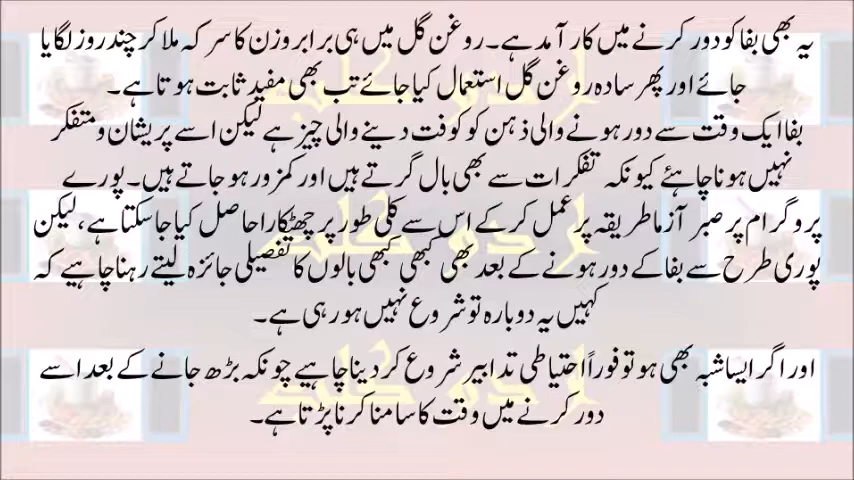 یہ بھی بفا کو دور کرنے میں کار آمد ہے۔ روغن گل میں ہی برابر وزن کا سرکہ ملا کر چند روز لگایا
جائے اور پھر سادہ روغن گل استعمال کیا جائے تب بھی مفید ثابت ہوتا ہے۔
بفا ایک وقت سے دور ہونے والی ذہن کو کوفت دینے والی چیز ہے لیکن اسے پریشان و متفکر
نہیں ہونا چاہئے کیونکہ تفکرات سے بھی بال گرتے ہیں اور کمزور ہو جاتے ہیں۔ پورے
پروگرام پر صبر آزما طریقہ پر عمل کر کے اس سے کلی طور پر چھٹکارا حاصل کیا جا سکتا ہے، لیکن
پوری طرح سے بفا کے دور ہونے کے بعد بھی کبھی کبھی بالوں کا تفصیلی جائزہ لیتے رہنا چاہیے کہ
کہیں یہ دوبارہ تو شروع نہیں ہو رہی ہے۔
اور اگر ایسا شبہ بھی ہو تو فوراً احتیاطی تدابیر شروع کر دینا چاہیے چونکہ بڑھ جانے کے بعد اسے
دور کرنے میں وقت کا سامنا کرنا پڑتا ہے۔